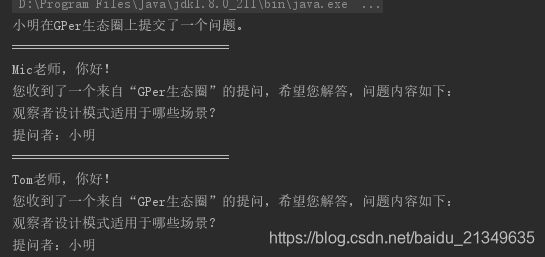 D:\Program Files\Java\jdk1.8.0_211\bin\java.exe ...
小明在GPer生态圈上提交了一个问题。
============================
Mic老师，你好！
您收到了一个来自“GPer生态圈”的提问，希望您解答，问题内容如下：
观察者设计模式适用于哪些场景？
提问者：小明
============================
Tom老师，你好！
您收到了一个来自“GPer生态圈”的提问，希望您解答，问题内容如下：
观察者设计模式适用于哪些场景？
提问者：小明
https://blog.csdn.net/baidu_21349635